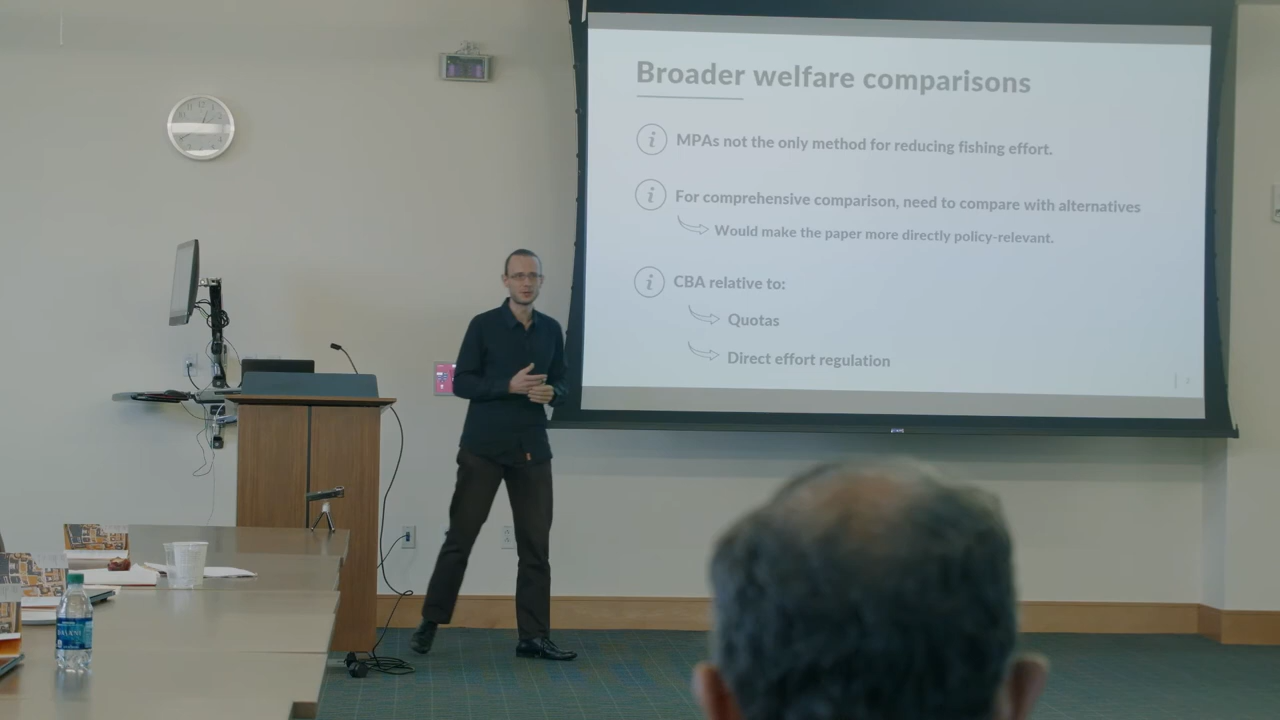 Broader welfare comparisons
MPAs not the only method for reducing fishing effort.
For comprehensive comparison, need to compare with alternatives
Would make the paper more directly policy-relevant.
CBA relative to:
Quotas
Direct effort regulation